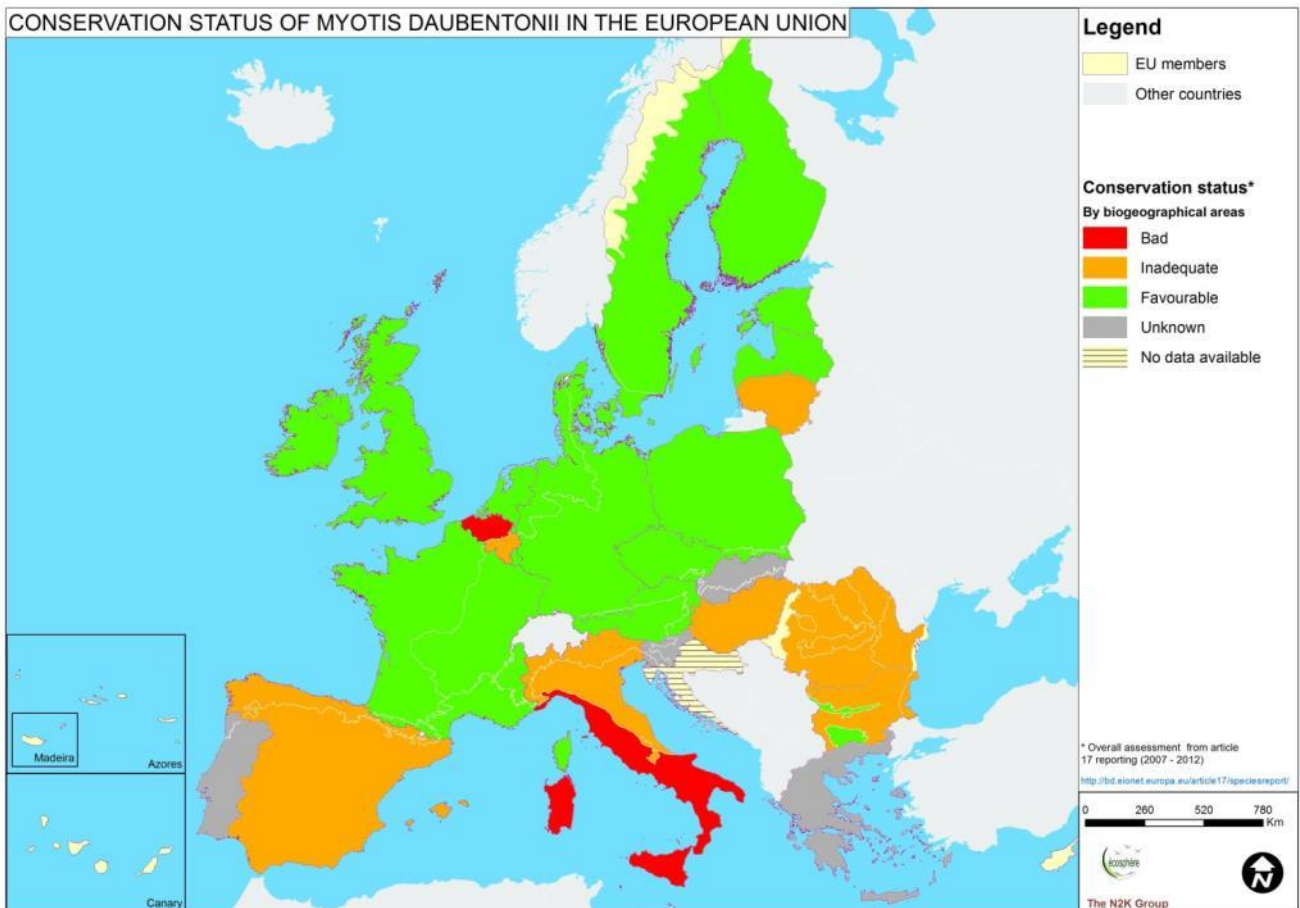 CONSERVATION STATUS OF MYOTIS DAUBENTONII IN THE EUROPEAN UNION
Legend
EU members
Other countries
Conservation status*
By biogeographical areas
Bad
Inadequate
Favourable
Unknown
No data available
* Overall assessment from article
17 reporting (2007 - 2012)
http://bd.eionet.europa.eu/article17/speciesreport/
0 260 520 780
Km
écosphère
N
The N2K Group
Madeira
Azores
Canary